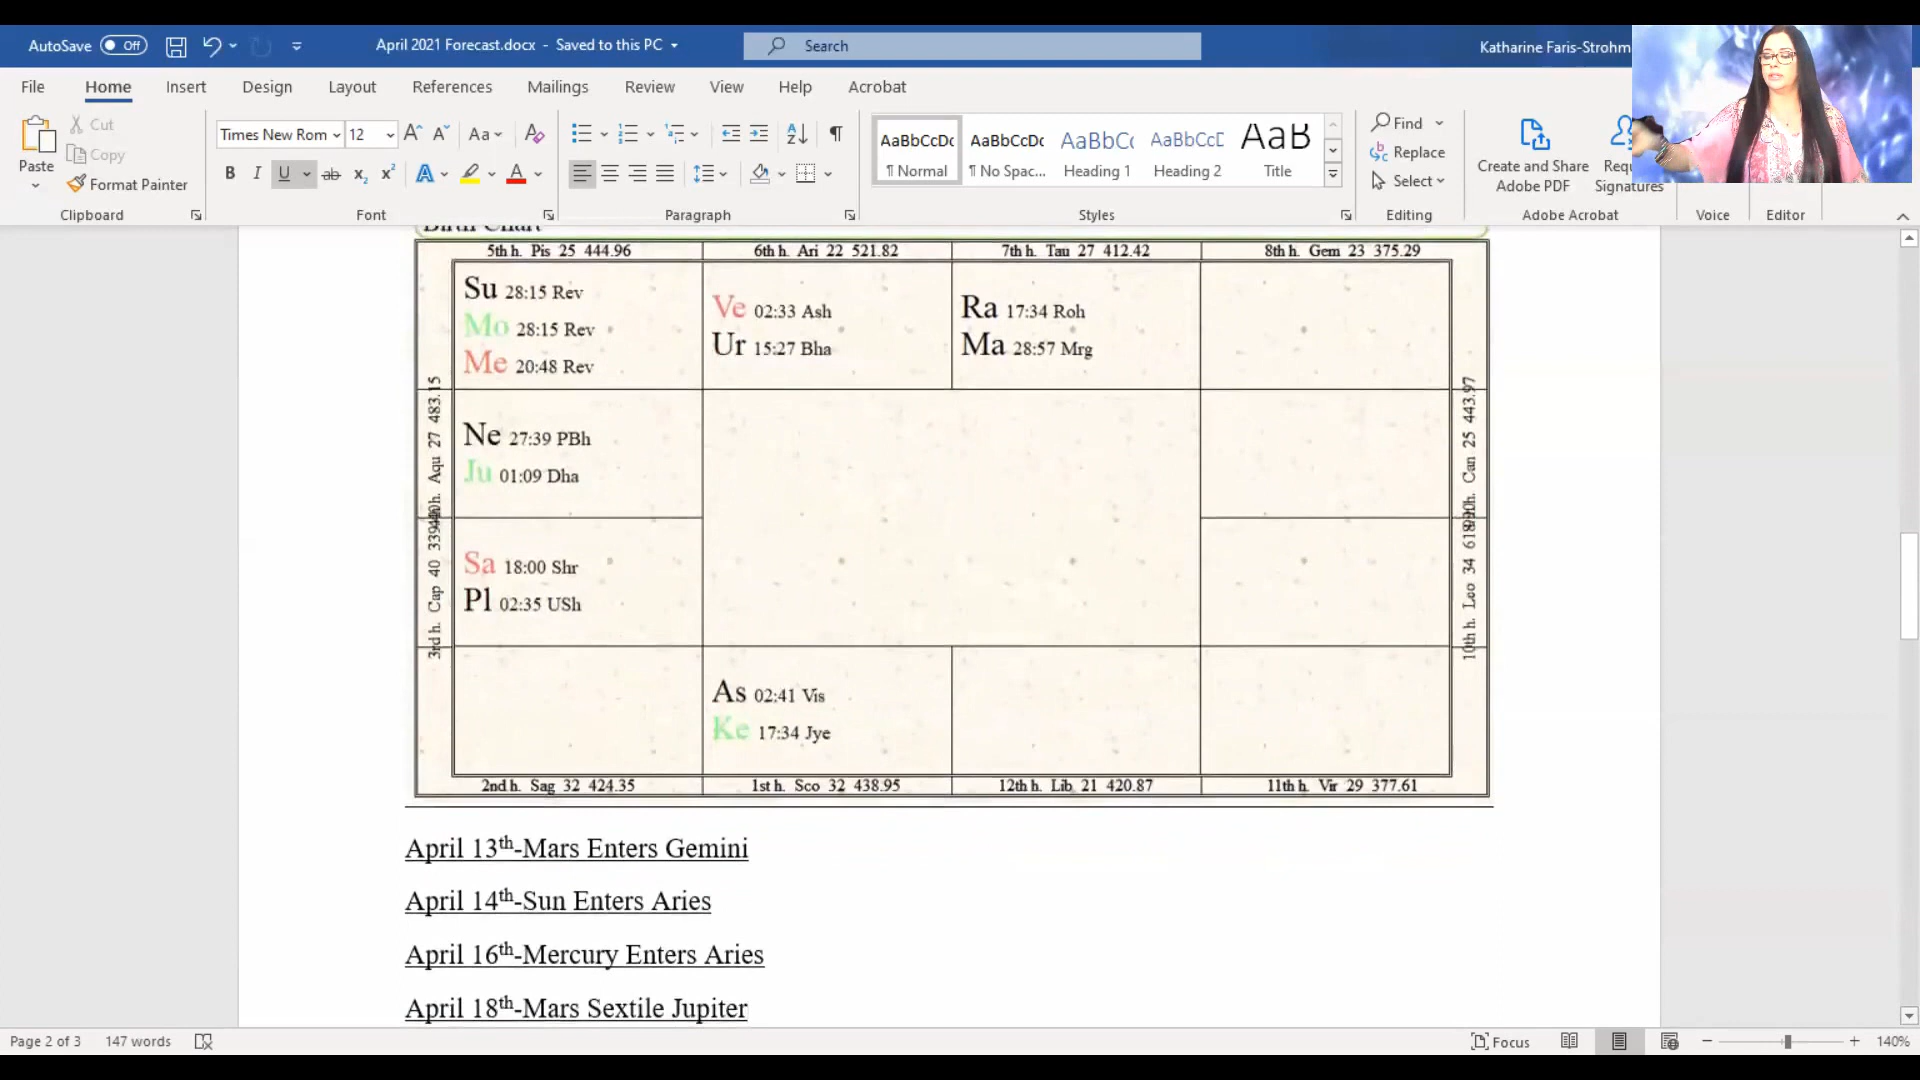 AutoSave Off April 2021 Forecast.docx - Saved to this PC Search Katharine Faris-Strohm
File Home Insert Design Layout References Mailings Review View Help Acrobat
Paste Cut Copy Format Painter
Times New Rom 12 Aa
B I U ab x2 x2 A A
AaBbCcDc AaBbCcDc AaBbCc AaBbCcD AaB
¶ Normal ¶ No Spac... Heading 1 Heading 2 Title
Find Replace Select
Create and Share Adobe PDF
Requ Signatures
Clipboard Font Paragraph Styles Editing Adobe Acrobat Voice Editor
Birth Chart
5th h. Pis 25 444.96 6th h. Ari 22 521.82 7th h. Tau 27 412.42 8th h. Gem 23 375.29
Su 28:15 Rev
Mo 28:15 Rev
Me 20:48 Rev
Ve 02:33 Ash
Ur 15:27 Bha
Ra 17:34 Roh
Ma 28:57 Mrg
Aqu 27 483.15
Can 25 443.97
Ne 27:39 PBh
Ju 01:09 Dha
3rd h. Cap 40
10th h. Leo 34
Sa 18:00 Shr
Pl 02:35 USh
As 02:41 Vis
Ke 17:34 Jye
2nd h. Sag 32 424.35 1st h. Sco 32 438.95 12th h. Lib 21 420.87 11th h. Vir 29 377.61
April 13th-Mars Enters Gemini
April 14th-Sun Enters Aries
April 16th-Mercury Enters Aries
April 18th-Mars Sextile Jupiter
Page 2 of 3 147 words Focus 140%